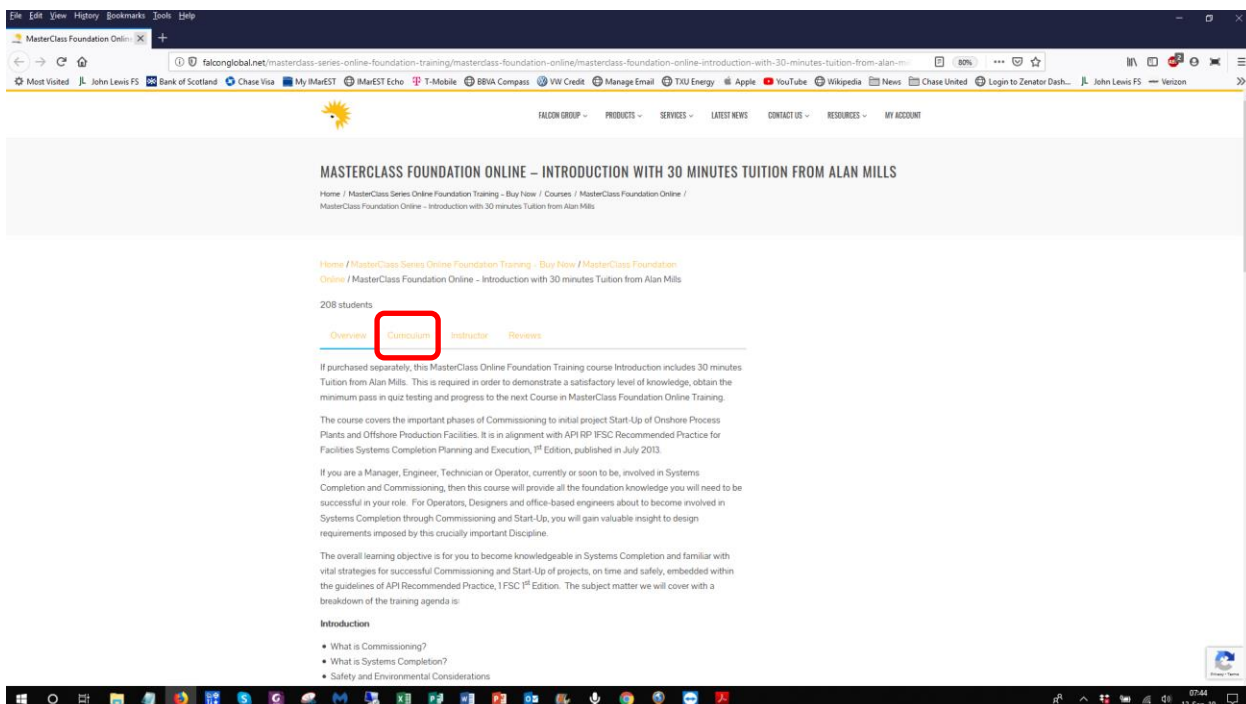 File Edit View History Bookmarks Tools Help
MasterClass Foundation Onlin
falconglobal.net/masterclass-series-online-foundation-training/masterclass-foundation-online/masterclass-foundation-online-introduction-with-30-minutes-tuition-from-alan-m 80%
Most Visited John Lewis FS Bank of Scotland Chase Visa My IMarEST IMarEST Echo T-Mobile BBVA Compass VW Credit Manage Email TXU Energy Apple YouTube Wikipedia News Chase United Login to Zenator Dash... John Lewis FS Verizon
FALCON GROUP PRODUCTS SERVICES LATEST NEWS CONTACT US RESOURCES MY ACCOUNT
MASTERCLASS FOUNDATION ONLINE – INTRODUCTION WITH 30 MINUTES TUITION FROM ALAN MILLS
Home / MasterClass Series Online Foundation Training – Buy Now / Courses / MasterClass Foundation Online /
MasterClass Foundation Online – Introduction with 30 minutes Tuition from Alan Mills
Home / MasterClass Series Online Foundation Training – Buy Now / MasterClass Foundation
Online / MasterClass Foundation Online – Introduction with 30 minutes Tuition from Alan Mills
208 students
Overview Curriculum Instructor Reviews
If purchased separately, this MasterClass Online Foundation Training course Introduction includes 30 minutes
Tuition from Alan Mills. This is required in order to demonstrate a satisfactory level of knowledge, obtain the
minimum pass in quiz testing and progress to the next Course in MasterClass Foundation Online Training.
The course covers the important phases of Commissioning to initial project Start-Up of Onshore Process
Plants and Offshore Production Facilities. It is in alignment with API RP 1FSC Recommended Practice for
Facilities Systems Completion Planning and Execution, 1st Edition, published in July 2013.
If you are a Manager, Engineer, Technician or Operator, currently or soon to be, involved in Systems
Completion and Commissioning, then this course will provide all the foundation knowledge you will need to be
successful in your role. For Operators, Designers and office-based engineers about to become involved in
Systems Completion through Commissioning and Start-Up, you will gain valuable insight to design
requirements imposed by this crucially important Discipline.
The overall learning objective is for you to become knowledgeable in Systems Completion and familiar with
vital strategies for successful Commissioning and Start-Up of projects, on time and safely, embedded within
the guidelines of API Recommended Practice, 1 FSC 1st Edition. The subject matter we will cover with a
breakdown of the training agenda is:
Introduction
• What is Commissioning?
• What is Systems Completion?
• Safety and Environmental Considerations
Privacy - Terms
07:44